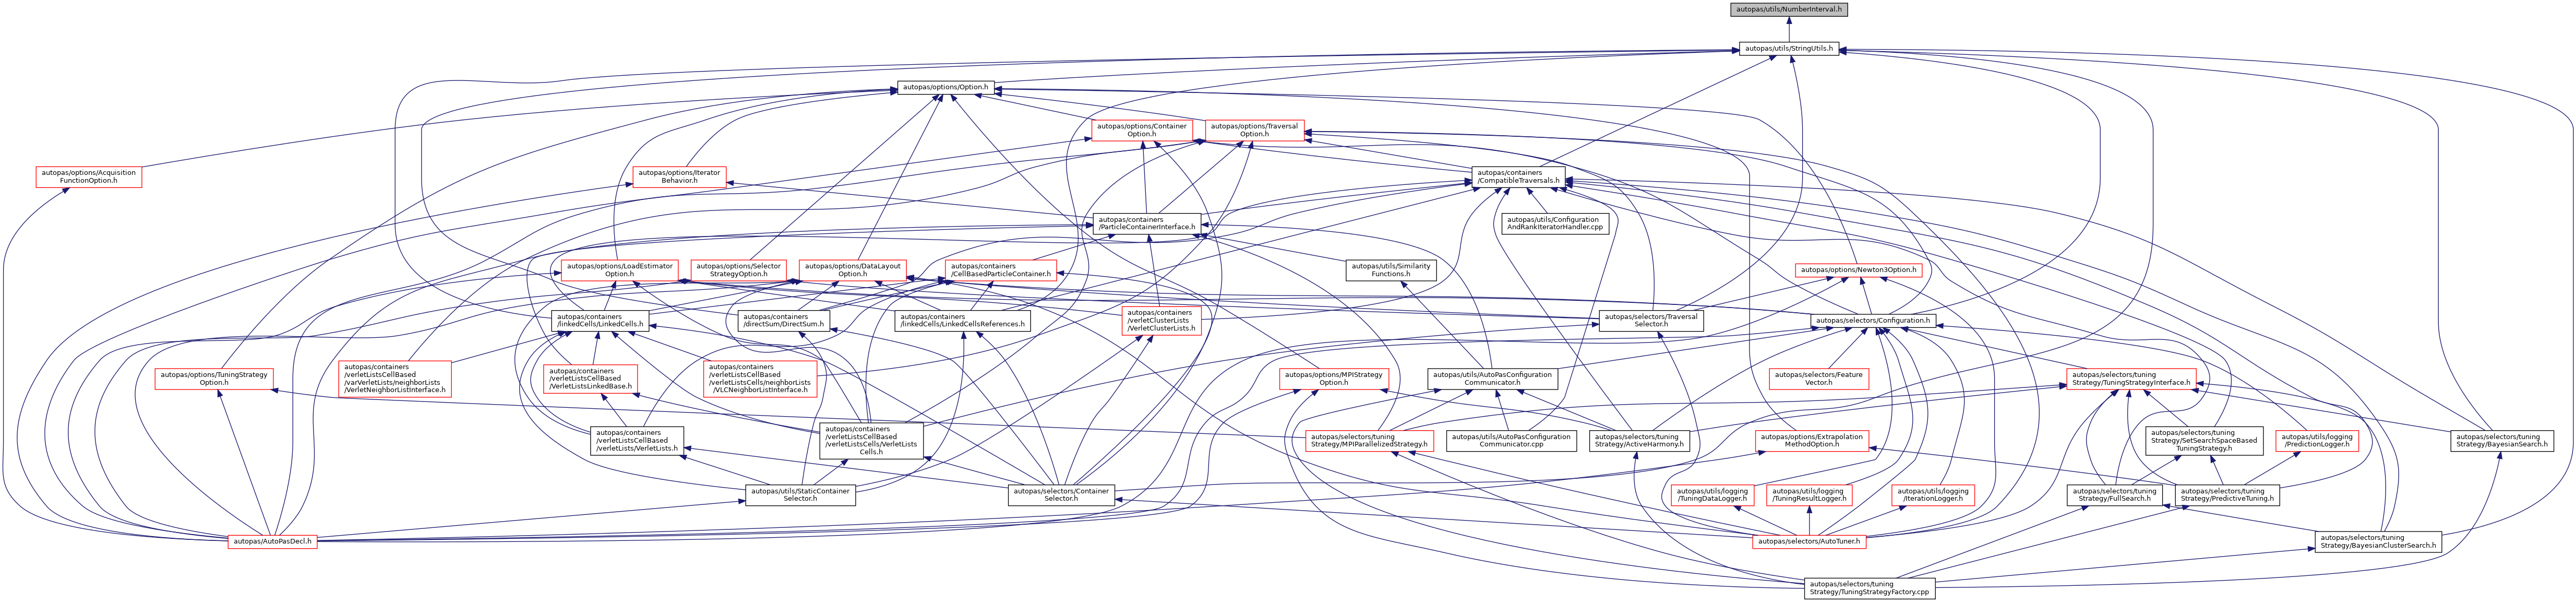 autopas/utils/NumberInterval.h
autopas/utils/StringUtils.h
autopas/options/Option.h
autopas/options/Container
Option.h
autopas/options/Traversal
Option.h
autopas/options/Acquisition
FunctionOption.h
autopas/options/Iterator
Behavior.h
autopas/containers
/CompatibleTraversals.h
autopas/containers
/ParticleContainerInterface.h
autopas/utils/Configuration
AndRankIteratorHandler.cpp
autopas/options/LoadEstimator
Option.h
autopas/options/Selector
StrategyOption.h
autopas/options/DataLayout
Option.h
autopas/containers
/CellBasedParticleContainer.h
autopas/utils/Similarity
Functions.h
autopas/options/Newton3Option.h
autopas/containers
/linkedCells/LinkedCells.h
autopas/containers
/directSum/DirectSum.h
autopas/containers
/linkedCells/LinkedCellsReferences.h
autopas/containers
/verletClusterLists
/VerletClusterLists.h
autopas/selectors/Traversal
Selector.h
autopas/selectors/Configuration.h
autopas/options/TuningStrategy
Option.h
autopas/containers
/verletListsCellBased
/varVerletLists/neighborLists
/VerletNeighborListInterface.h
autopas/containers
/verletListsCellBased
/VerletListsLinkedBase.h
autopas/containers
/verletListsCellBased
/verletListsCells/neighborLists
/VLCNeighborListInterface.h
autopas/options/MPIStrategy
Option.h
autopas/utils/AutoPasConfiguration
Communicator.h
autopas/selectors/Feature
Vector.h
autopas/selectors/tuning
Strategy/TuningStrategyInterface.h
autopas/containers
/verletListsCellBased
/verletLists/VerletLists.h
autopas/containers
/verletListsCellBased
/verletListsCells/VerletLists
Cells.h
autopas/selectors/tuning
Strategy/MPIParallelizedStrategy.h
autopas/utils/AutoPasConfiguration
Communicator.cpp
autopas/selectors/tuning
Strategy/ActiveHarmony.h
autopas/options/Extrapolation
MethodOption.h
autopas/selectors/tuning
Strategy/SetSearchSpaceBased
TuningStrategy.h
autopas/utils/logging
/PredictionLogger.h
autopas/selectors/tuning
Strategy/BayesianSearch.h
autopas/utils/StaticContainer
Selector.h
autopas/selectors/Container
Selector.h
autopas/utils/logging
/TuningDataLogger.h
autopas/utils/logging
/TuningResultLogger.h
autopas/utils/logging
/IterationLogger.h
autopas/selectors/tuning
Strategy/FullSearch.h
autopas/selectors/tuning
Strategy/PredictiveTuning.h
autopas/AutoPasDecl.h
autopas/selectors/AutoTuner.h
autopas/selectors/tuning
Strategy/BayesianClusterSearch.h
autopas/selectors/tuning
Strategy/TuningStrategyFactory.cpp